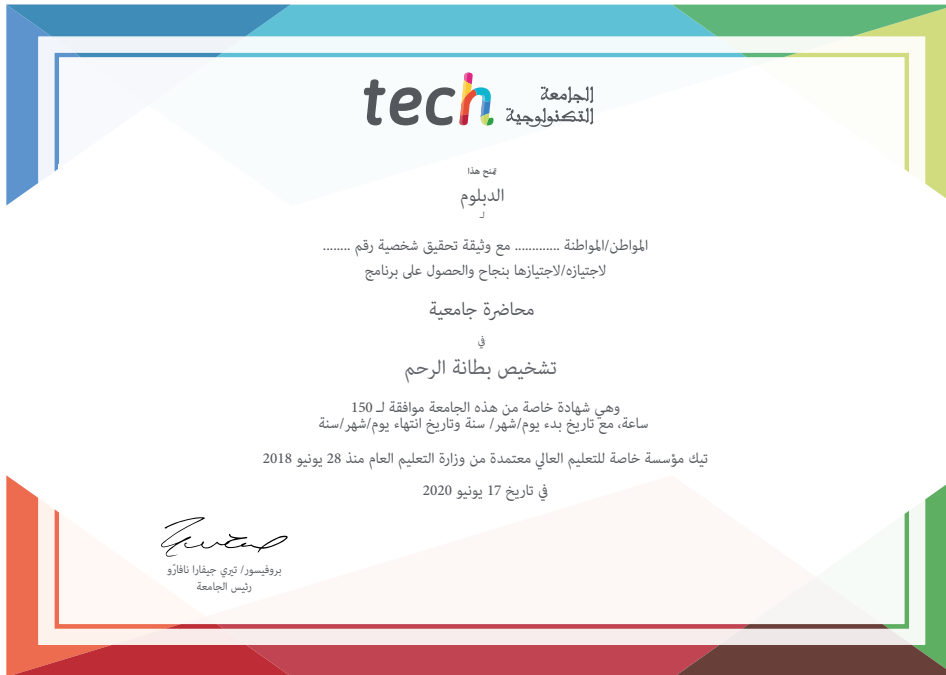 tech الجامعة
التكنولوجية
يمنح هذا
الدبلوم
لـ
المواطن/المواطنة ............ مع وثيقة تحقيق شخصية رقم ........
لاجتيازه/لاجتيازها بنجاح والحصول على برنامج
محاضرة جامعية
في
تشخيص بطانة الرحم
وهي شهادة خاصة من هذه الجامعة موافقة لـ 150
ساعة، مع تاريخ بدء يوم/شهر/ سنة وتاريخ انتهاء يوم/شهر/سنة
تيك مؤسسة خاصة للتعليم العالي معتمدة من وزارة التعليم العام منذ 28 يونيو 2018
في تاريخ 17 يونيو 2020
بروفيسور/ تيري جيفارا نافارو
رئيس الجامعة